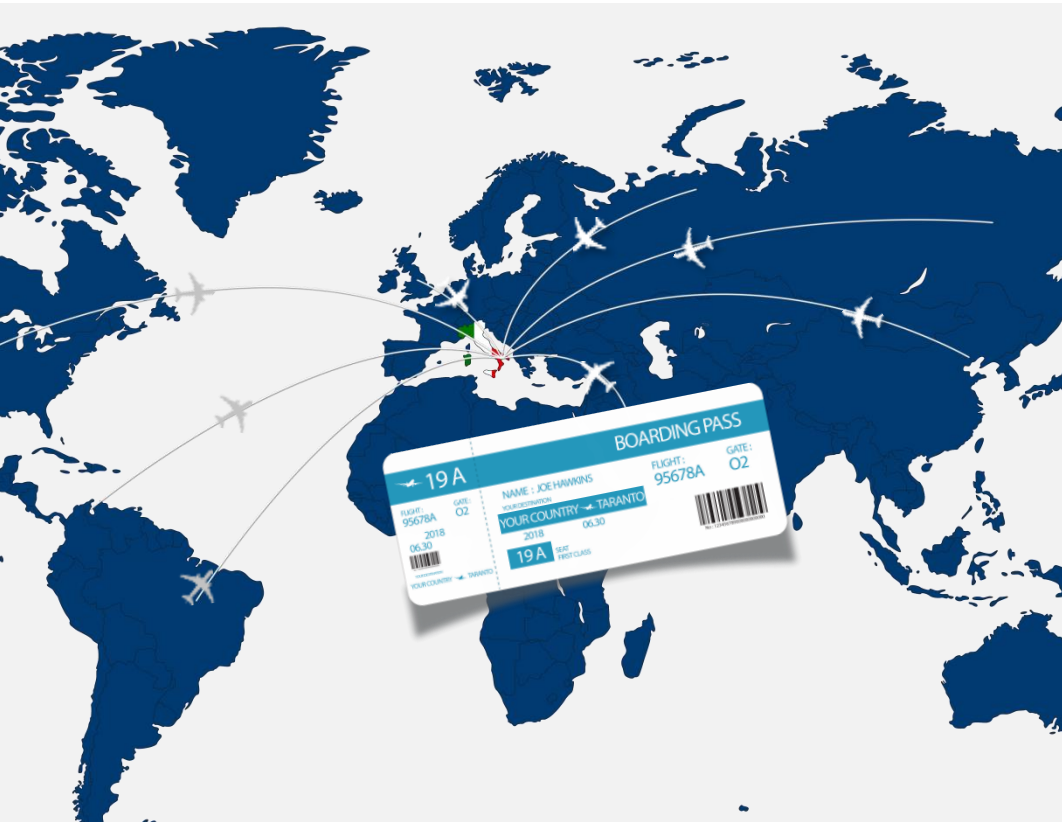 19 A
FLIGHT:
95678A
GATE:
O2
2018
06.30
YOUR COUNTRY TARANTO
BOARDING PASS
NAME : JOE HAWKINS
YOUR DESTINATION
YOUR COUNTRY TARANTO
2018
06.30
19 A
SEAT
FIRST CLASS
FLIGHT:
95678A
GATE:
O2